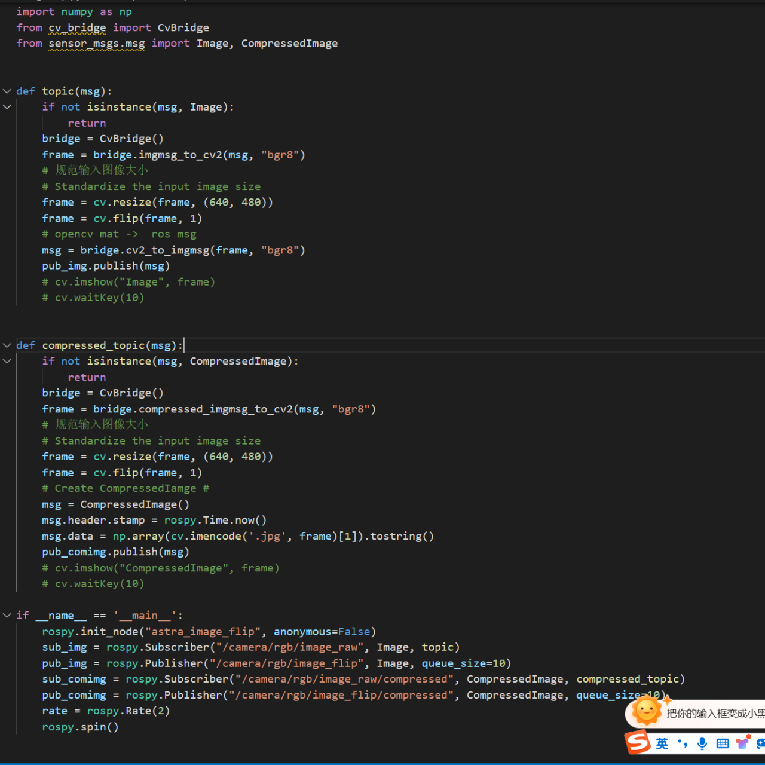 import numpy as np
from cv_bridge import CvBridge
from sensor_msgs.msg import Image, CompressedImage
def topic(msg):
    if not isinstance(msg, Image):
        return
    bridge = CvBridge()
    frame = bridge.imgmsg_to_cv2(msg, "bgr8")
    # 规范输入图像大小
    # Standardize the input image size
    frame = cv.resize(frame, (640, 480))
    frame = cv.flip(frame, 1)
    # opencv mat ->  ros msg
    msg = bridge.cv2_to_imgmsg(frame, "bgr8")
    pub_img.publish(msg)
    # cv.imshow("Image", frame)
    # cv.waitKey(10)
def compressed_topic(msg):
    if not isinstance(msg, CompressedImage):
        return
    bridge = CvBridge()
    frame = bridge.compressed_imgmsg_to_cv2(msg, "bgr8")
    # 规范输入图像大小
    # Standardize the input image size
    frame = cv.resize(frame, (640, 480))
    frame = cv.flip(frame, 1)
    # Create CompressedIamge #
    msg = CompressedImage()
    msg.header.stamp = rospy.Time.now()
    msg.data = np.array(cv.imencode('.jpg', frame)[1]).tostring()
    pub_comimg.publish(msg)
    # cv.imshow("CompressedImage", frame)
    # cv.waitKey(10)
if __name__ == '__main__':
    rospy.init_node("astra_image_flip", anonymous=False)
    sub_img = rospy.Subscriber("/camera/rgb/image_raw", Image, topic)
    pub_img = rospy.Publisher("/camera/rgb/image_flip", Image, queue_size=10)
    sub_comimg = rospy.Subscriber("/camera/rgb/image_raw/compressed", CompressedImage, compressed_topic)
    pub_comimg = rospy.Publisher("/camera/rgb/image_flip/compressed", CompressedImage, queue_size=10)
    rate = rospy.Rate(2)
    rospy.spin()
把你的输入框变成小黑
S 英